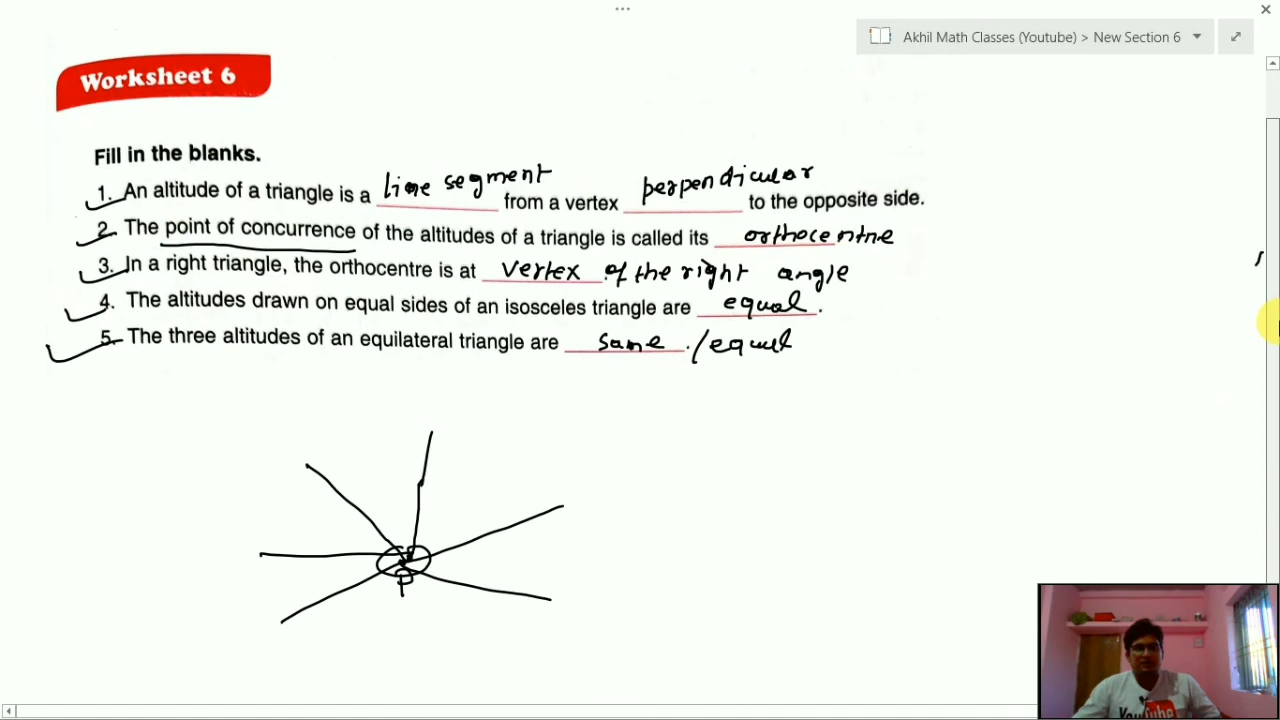 Akhil Math Classes (Youtube) > New Section 6
Worksheet 6
Fill in the blanks.
1. An altitude of a triangle is a line segment from a vertex perpendicular to the opposite side.
2. The point of concurrence of the altitudes of a triangle is called its orthocentre
3. In a right triangle, the orthocentre is at vertex of the right angle
4. The altitudes drawn on equal sides of an isosceles triangle are equal.
5. The three altitudes of an equilateral triangle are same. /equal
P
YouTube